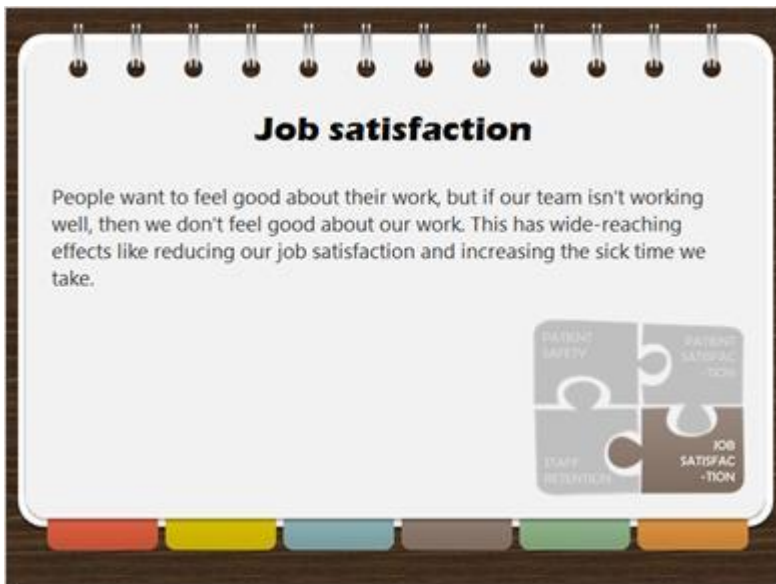 Job satisfaction
People want to feel good about their work, but if our team isn't working
well, then we don't feel good about our work. This has wide-reaching
effects like reducing our job satisfaction and increasing the sick time we
take.
PATIENT
SAFETY
PATIENT
SATISFAC
-TION
STAFF
RETENTION
JOB
SATISFAC
-TION